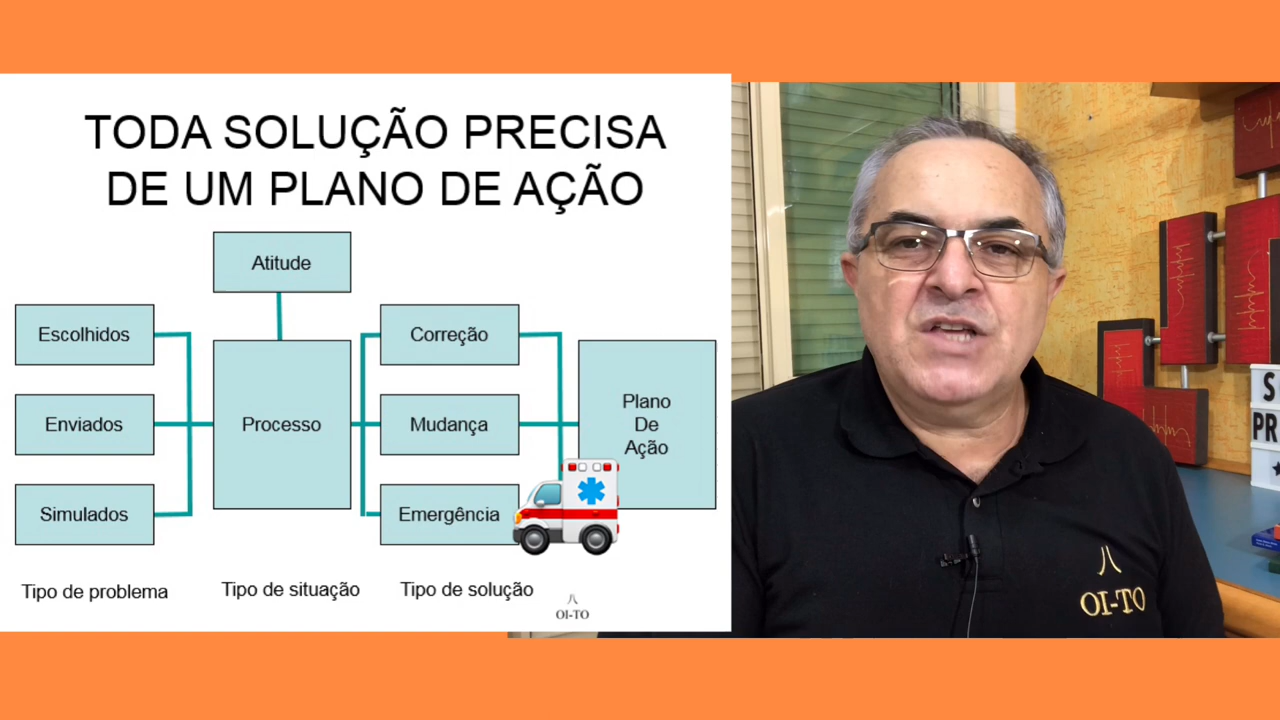 TODA SOLUÇÃO PRECISA
DE UM PLANO DE AÇÃO
Atitude
Escolhidos
Enviados
Simulados
Processo
Correção
Mudança
Emergência
Plano
De
Ação
Tipo de problema
Tipo de situação
Tipo de solução
OI-TO
OI-TO
S
PR